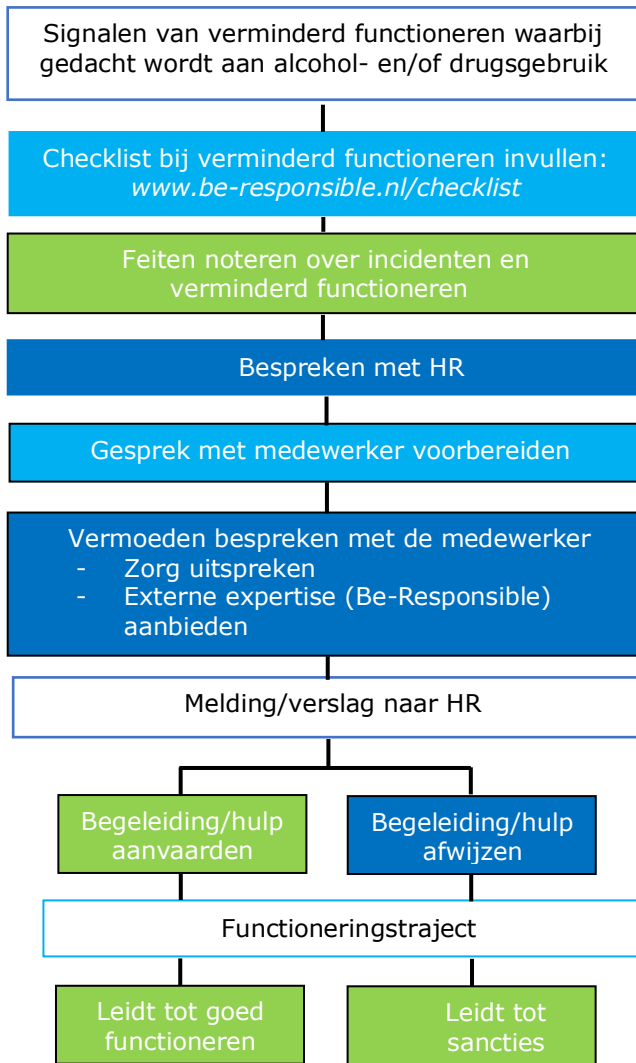 Signalen van verminderd functioneren waarbij
gedacht wordt aan alcohol- en/of drugsgebruik
Checklist bij verminderd functioneren invullen:
www.be-responsible.nl/checklist
Feiten noteren over incidenten en
verminderd functioneren
Bespreken met HR
Gesprek met medewerker voorbereiden
Vermoeden bespreken met de medewerker
- Zorg uitspreken
- Externe expertise (Be-Responsible)
aanbieden
Melding/verslag naar HR
Begeleiding/hulp
aanvaarden
Begeleiding/hulp
afwijzen
Functioneringstraject
Leidt tot goed
functioneren
Leidt tot
sancties